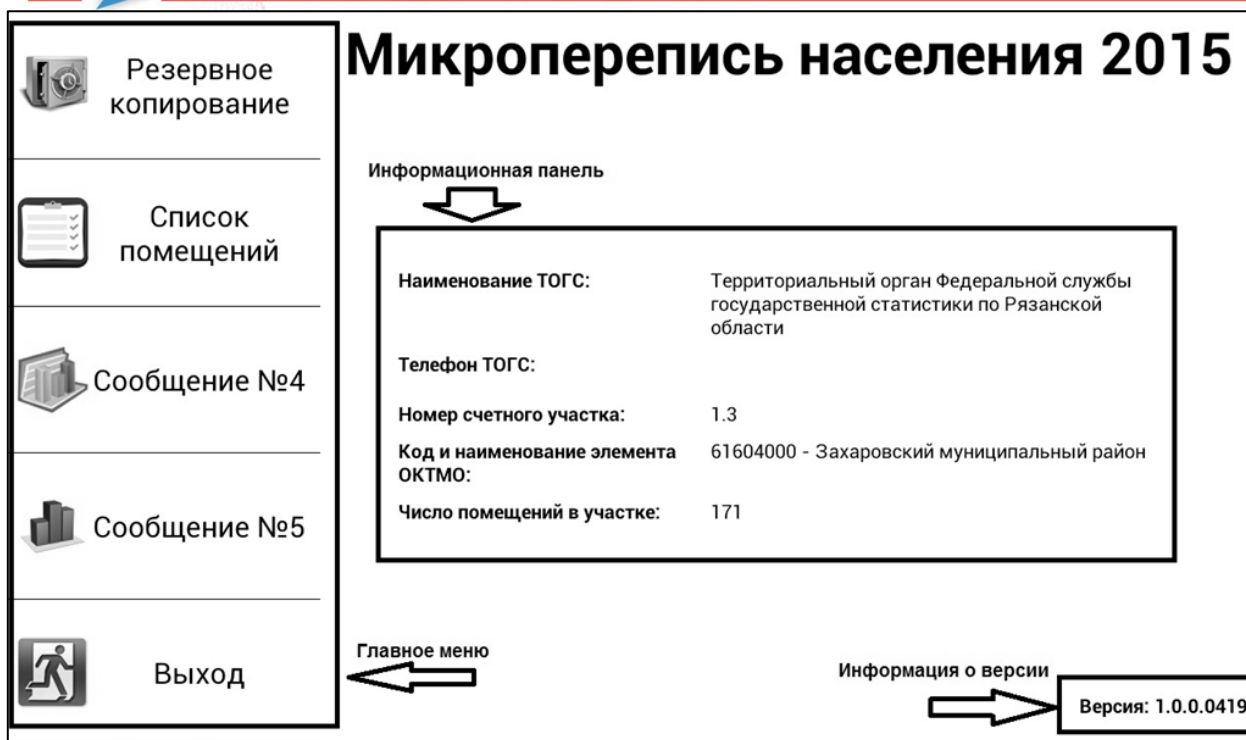 Резервное
копирование
Список
помещений
Сообщение №4
Сообщение №5
Выход
Микроперепись населения 2015
Информационная панель
Наименование ТОГС:
Территориальный орган Федеральной службы
государственной статистики по Рязанской
области
Телефон ТОГС:
Номер счетного участка:
1.3
Код и наименование элемента
ОКТМО:
61604000 - Захаровский муниципальный район
Число помещений в участке:
171
Главное меню
Информация о версии
Версия: 1.0.0.0419